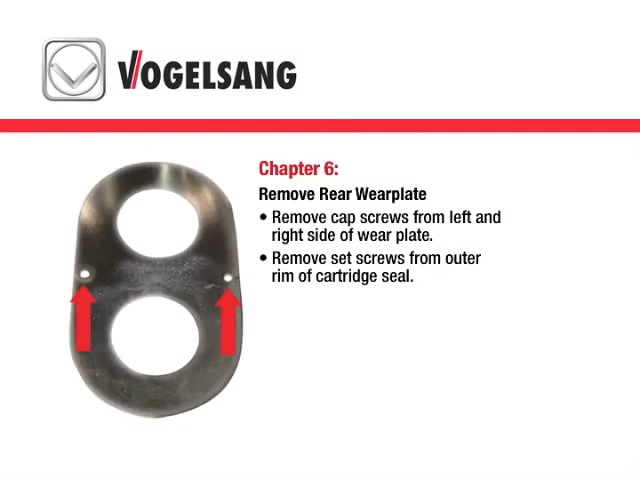 VOGELSANG
Chapter 6:
Remove Rear Wearplate
• Remove cap screws from left and
right side of wear plate.
• Remove set screws from outer
rim of cartridge seal.